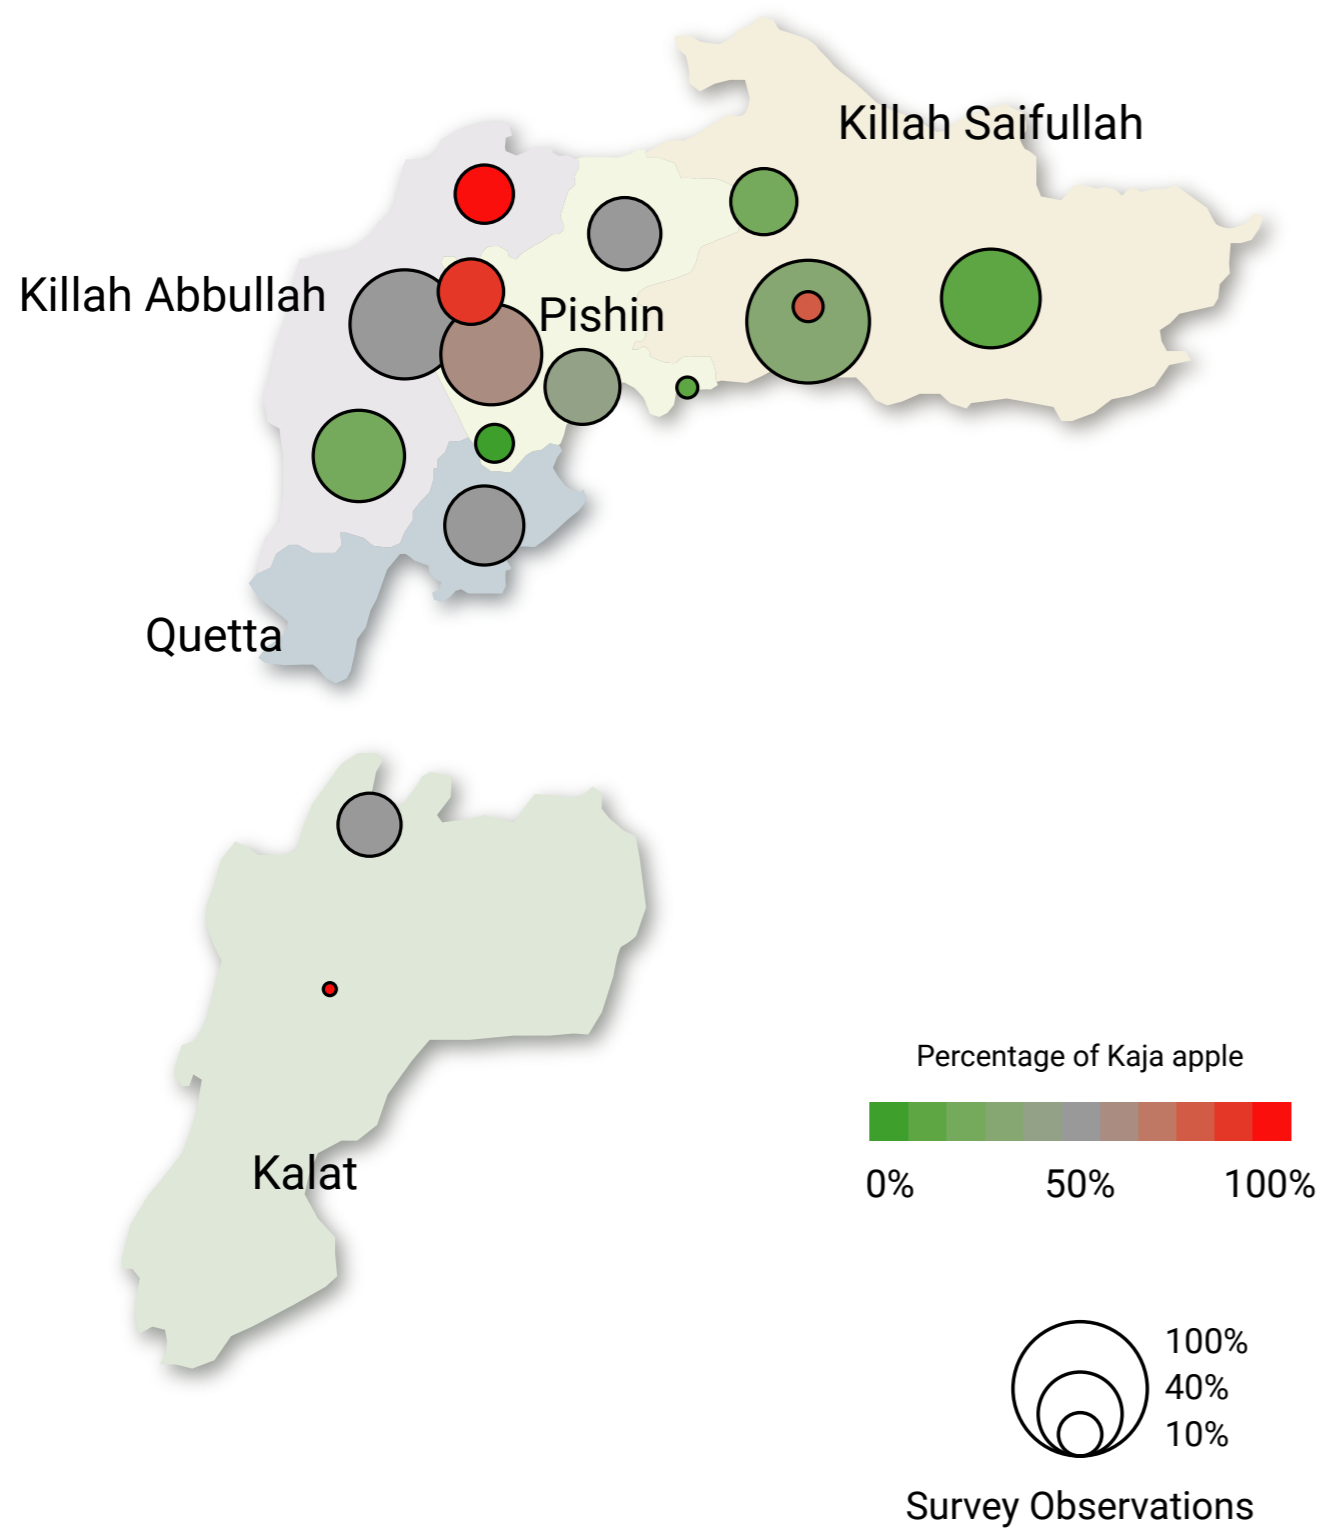 Killah Saifullah
Killah Abbullah
Pishin
Quetta
Kalat
Percentage of Kaja apple
0% 50% 100%
100%
40%
10%
Survey Observations